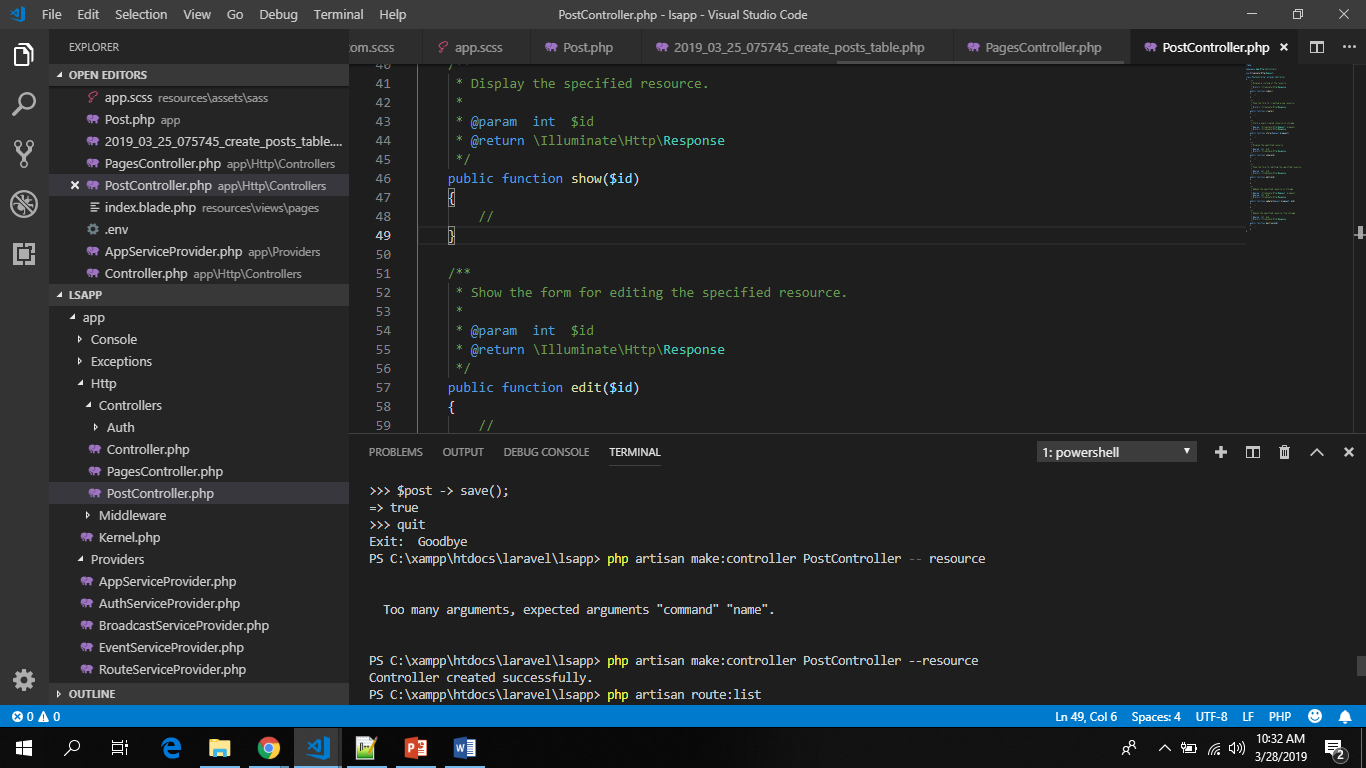 File Edit Selection View Go Debug Terminal Help PostController.php - lsapp - Visual Studio Code
EXPLORER
OPEN EDITORS
app.scss resources\assets\sass
Post.php app
2019_03_25_075745_create_posts_table....
PagesController.php app\Http\Controllers
PostController.php app\Http\Controllers
index.blade.php resources\views\pages
.env
AppServiceProvider.php app\Providers
Controller.php app\Http\Controllers
LSAPP
app
Console
Exceptions
Http
Controllers
Auth
Controller.php
PagesController.php
PostController.php
Middleware
Kernel.php
Providers
AppServiceProvider.php
AuthServiceProvider.php
BroadcastServiceProvider.php
EventServiceProvider.php
RouteServiceProvider.php
OUTLINE
om.scss app.scss Post.php 2019_03_25_075745_create_posts_table.php PagesController.php PostController.php
40 /**
41 * Display the specified resource.
42 *
43 * @param  int  $id
44 * @return \Illuminate\Http\Response
45 */
46 public function show($id)
47 {
48 //
49 }
50
51 /**
52 * Show the form for editing the specified resource.
53 *
54 * @param  int  $id
55 * @return \Illuminate\Http\Response
56 */
57 public function edit($id)
58 {
59 //
PROBLEMS OUTPUT DEBUG CONSOLE TERMINAL 1: powershell
>>> $post -> save();
=> true
>>> quit
Exit:  Goodbye
PS C:\xampp\htdocs\laravel\lsapp> php artisan make:controller PostController -- resource
Too many arguments, expected arguments "command" "name".
PS C:\xampp\htdocs\laravel\lsapp> php artisan make:controller PostController --resource
Controller created successfully.
PS C:\xampp\htdocs\laravel\lsapp> php artisan route:list
0 0 Ln 49, Col 6 Spaces: 4 UTF-8 LF PHP
10:32 AM
3/28/2019
2